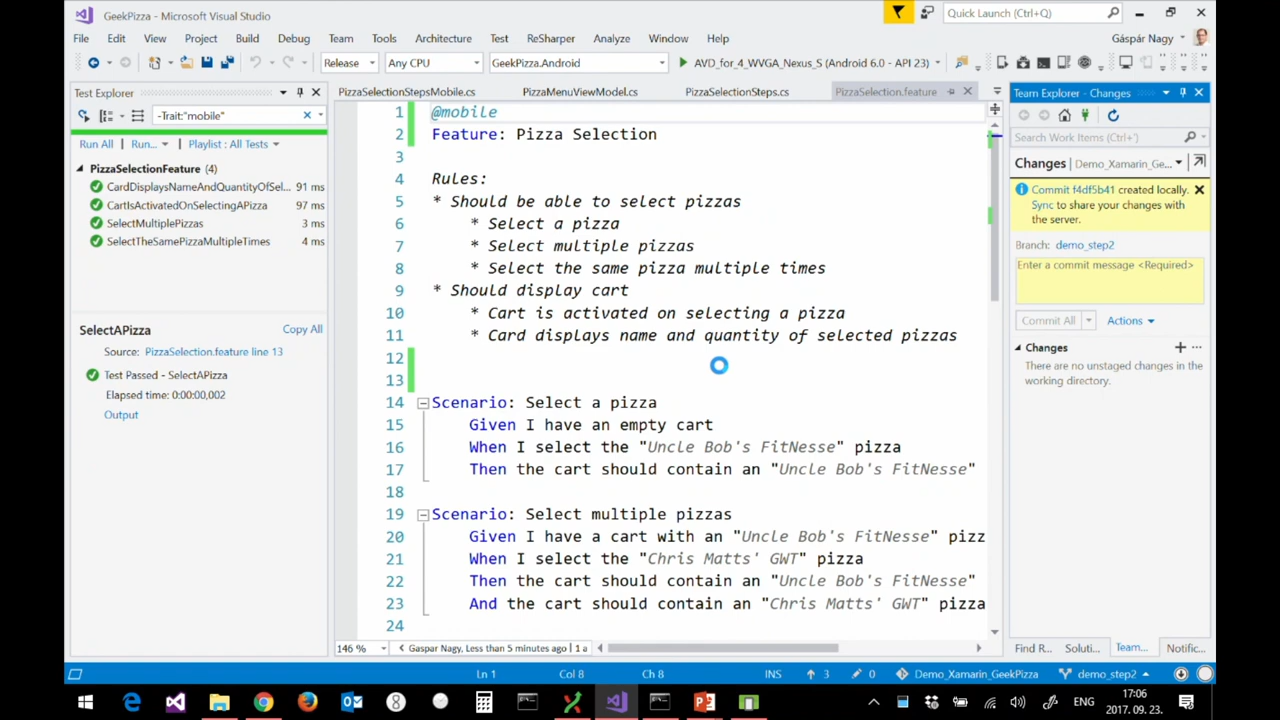 GeekPizza - Microsoft Visual Studio
Quick Launch (Ctrl+Q)
File Edit View Project Build Debug Team Tools Architecture Test ReSharper Analyze Window Help
Gáspár Nagy
Release Any CPU GeekPizza.Android AVD_for_4_WVGA_Nexus_S (Android 6.0 - API 23)
Test Explorer
-Trait:"mobile"
Run All Run... Playlist : All Tests
PizzaSelectionFeature (4)
CardDisplaysNameAndQuantityOfSel... 91 ms
CartIsActivatedOnSelectingAPizza 97 ms
SelectMultiplePizzas 3 ms
SelectTheSamePizzaMultipleTimes 4 ms
SelectAPizza Copy All
Source: PizzaSelection.feature line 13
Test Passed - SelectAPizza
Elapsed time: 0:00:00,002
Output
PizzaSelectionStepsMobile.cs PizzaMenuViewModel.cs PizzaSelectionSteps.cs PizzaSelection.feature
1 @mobile
2 Feature: Pizza Selection
3
4 Rules:
5 * Should be able to select pizzas
6 * Select a pizza
7 * Select multiple pizzas
8 * Select the same pizza multiple times
9 * Should display cart
10 * Cart is activated on selecting a pizza
11 * Card displays name and quantity of selected pizzas
12
13
14 Scenario: Select a pizza
15 Given I have an empty cart
16 When I select the "Uncle Bob's FitNesse" pizza
17 Then the cart should contain an "Uncle Bob's FitNesse"
18
19 Scenario: Select multiple pizzas
20 Given I have a cart with an "Uncle Bob's FitNesse" pizz
21 When I select the "Chris Matts' GWT" pizza
22 Then the cart should contain an "Uncle Bob's FitNesse"
23 And the cart should contain an "Chris Matts' GWT" pizza
24
146 % Gaspar Nagy, Less than 5 minutes ago | 1 a
Team Explorer - Changes
Search Work Items (Ctrl+')
Changes | Demo_Xamarin_Ge...
Commit f4df5b41 created locally.
Sync to share your changes with
the server.
Branch: demo_step2
Enter a commit message <Required>
Commit All Actions
Changes
There are no unstaged changes in the
working directory.
Find R... Soluti... Team... Notific...
Ln 1 Col 8 Ch 8 INS 3 0 Demo_Xamarin_GeekPizza demo_step2
ENG
17:06
2017. 09. 23.